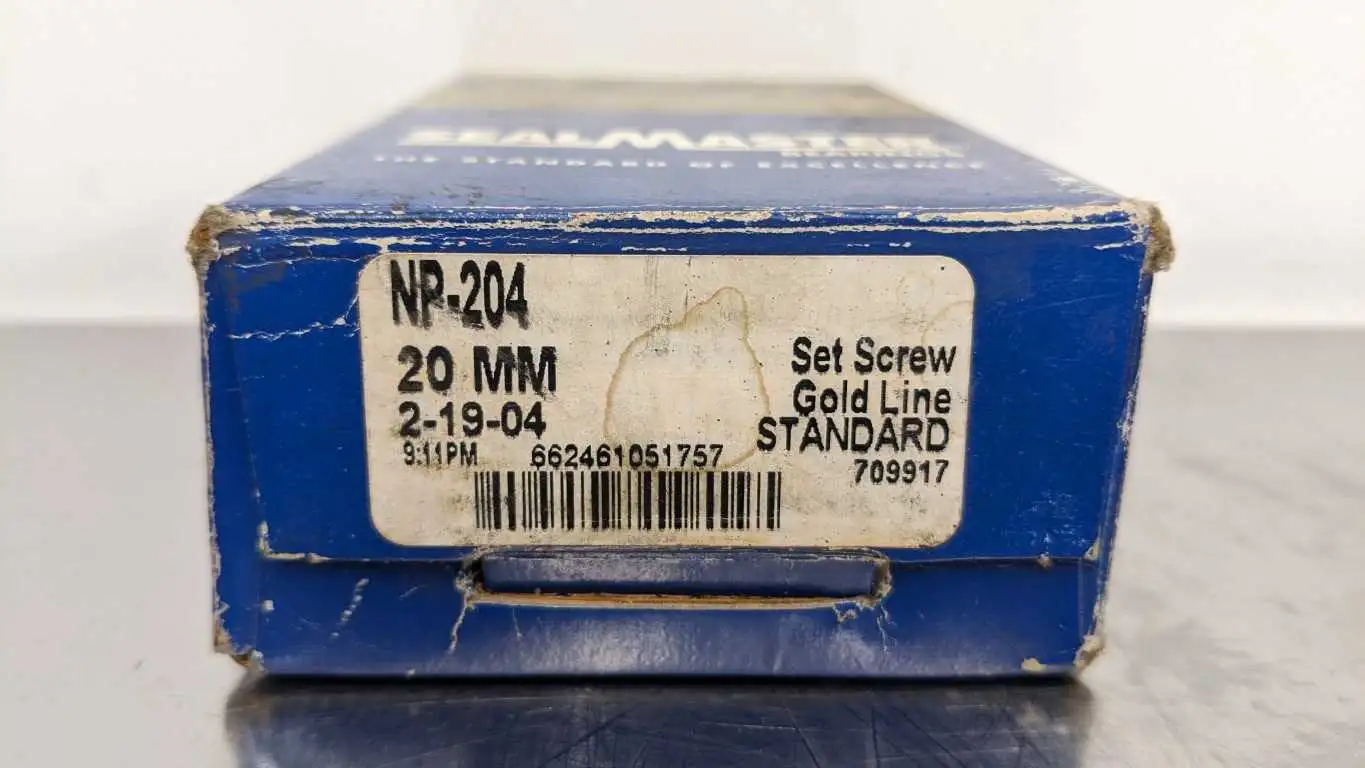 SEALMASTER
BEARINGS
THE STANDARD OF EXCELLENCE
NP-204
20 MM
2-19-04
9:11PM 662461051757
Set Screw
Gold Line
STANDARD
709917